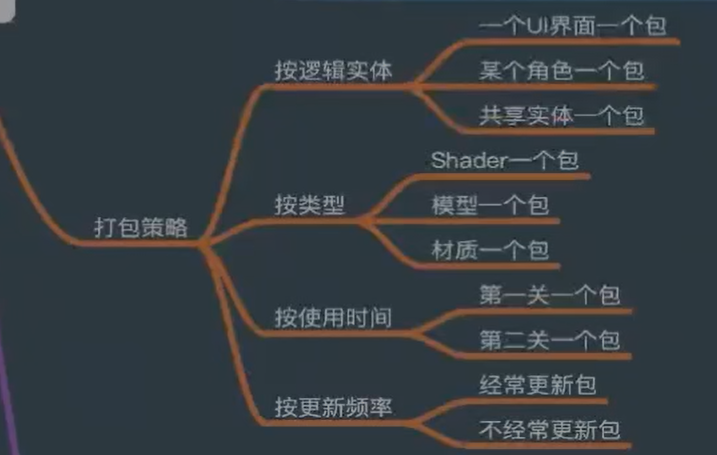 打包策略
按逻辑实体
一个UI界面一个包
某个角色一个包
共享实体一个包
按类型
Shader一个包
模型一个包
材质一个包
按使用时间
第一关一个包
第二关一个包
按更新频率
经常更新包
不经常更新包